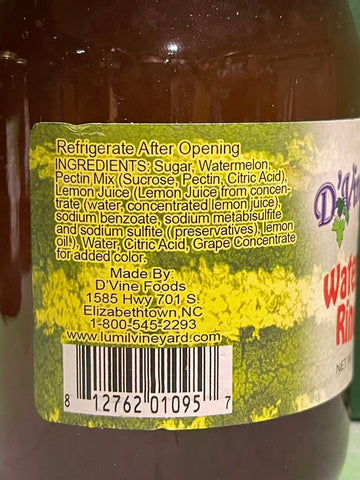 Refrigerate After Opening
INGREDIENTS: Sugar, Watermelon,
Pectin Mix (Sucrose, Pectin, Citric Acid),
Lemon Juice (Lemon Juice from concen-
trate (water, concentrated lemon juice),
sodium benzoate, sodium metabisulfite
and sodium sulfite (preservatives), lemon
oil), Water, Citric Acid, Grape Concentrate
for added color.
Made By:
D'Vine Foods
1585 Hwy 701 S.
Elizabethtown, NC
1-800-545-2293
www.lumilvineyard.com
8 12762 01095 7